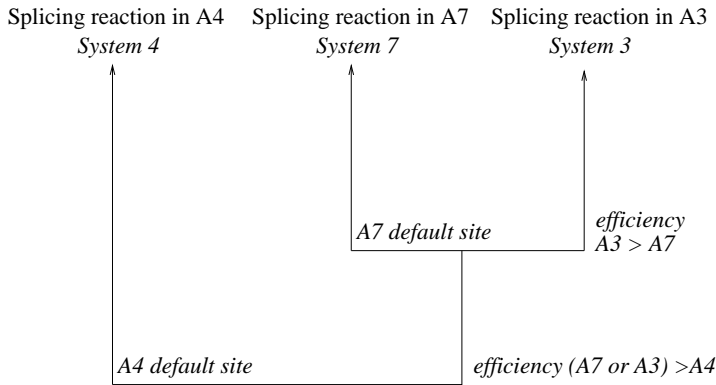 Splicing reaction in A4 Splicing reaction in A7 Splicing reaction in A3
System 4 System 7 System 3
A7 default site
efficiency
A3 > A7
A4 default site
efficiency (A7 or A3) >A4